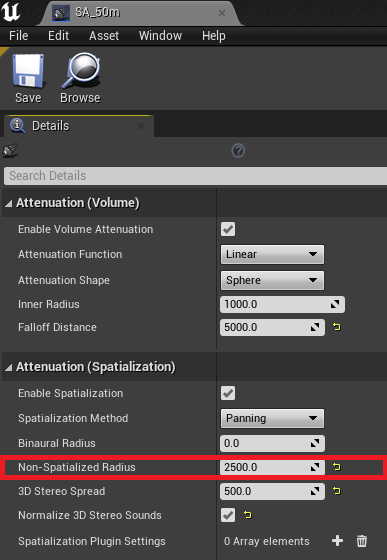 SA_50m
File Edit Asset Window Help
Save Browse
Details
Search Details
Attenuation (Volume)
Enable Volume Attenuation
Attenuation Function Linear
Attenuation Shape Sphere
Inner Radius 1000.0
Falloff Distance 5000.0
Attenuation (Spatialization)
Enable Spatialization
Spatialization Method Panning
Binaural Radius 0.0
Non-Spatialized Radius 2500.0
3D Stereo Spread 500.0
Normalize 3D Stereo Sounds
Spatialization Plugin Settings 0 Array elements